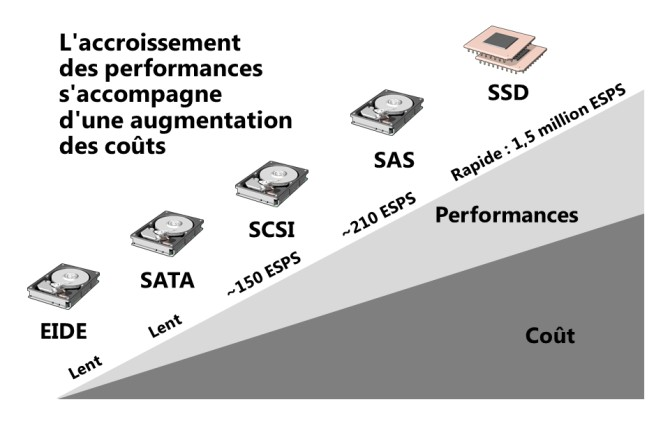 L'accroissement
des performances
s'accompagne
d'une augmentation
des coûts
SSD
SAS
Rapide : 1,5 million ESPS
SCSI
~210 ESPS
Performances
SATA
~150 ESPS
EIDE
Lent
Coût
Lent